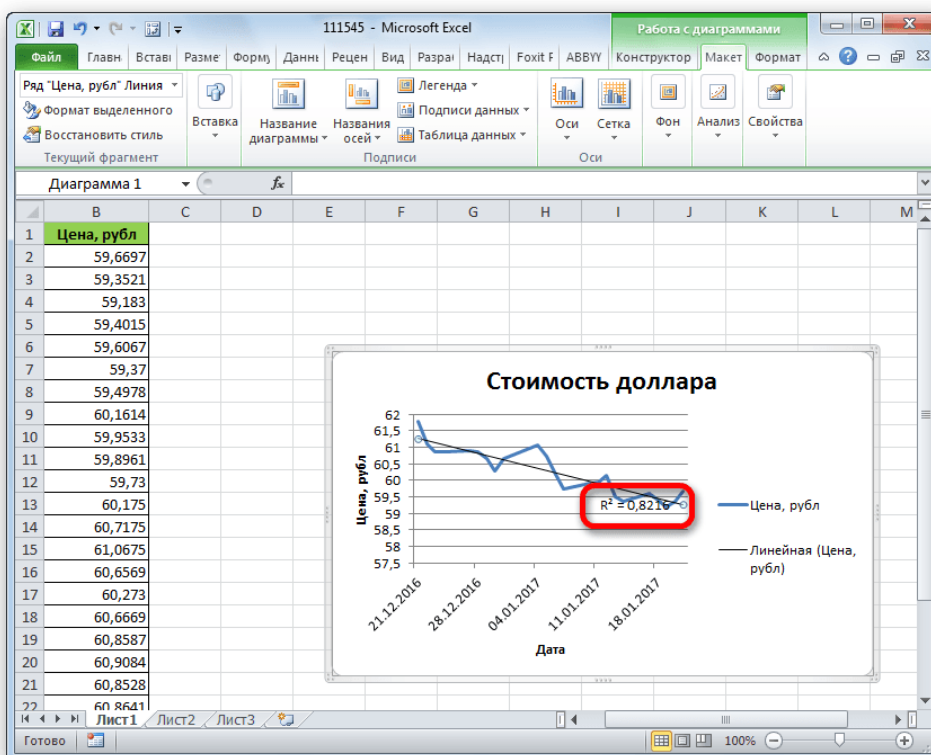 111545 - Microsoft Excel
Работа с диаграммами
Файл Главн Встав Разме Форму Даннь Рецен Вид Разраб Надстр Foxit F ABBYY Конструктор Макет Формат
Ряд "Цена, рубл" Линия
Формат выделенного
Восстановить стиль
Текущий фрагмент
Вставка
Название диаграммы
Названия осей
Легенда
Подписи данных
Таблица данных
Подписи
Оси
Сетка
Оси
Фон
Анализ
Свойства
Диаграмма 1
fx
B C D E F G H I J K L M
1 Цена, рубл
2 59,6697
3 59,3521
4 59,183
5 59,4015
6 59,6067
7 59,37
8 59,4978
9 60,1614
10 59,9533
11 59,8961
12 59,73
13 60,175
14 60,7175
15 61,0675
16 60,6569
17 60,273
18 60,6669
19 60,8587
20 60,9084
21 60,8528
22 60,8641
Стоимость доллара
Цена, рубл
62
61,5
61
60,5
60
59,5
59
58,5
58
57,5
R² = 0,8216
21.12.2016
28.12.2016
04.01.2017
11.01.2017
18.01.2017
Дата
Цена, рубл
Линейная (Цена,
рубл)
Лист1 Лист2 Лист3
Готово
100%